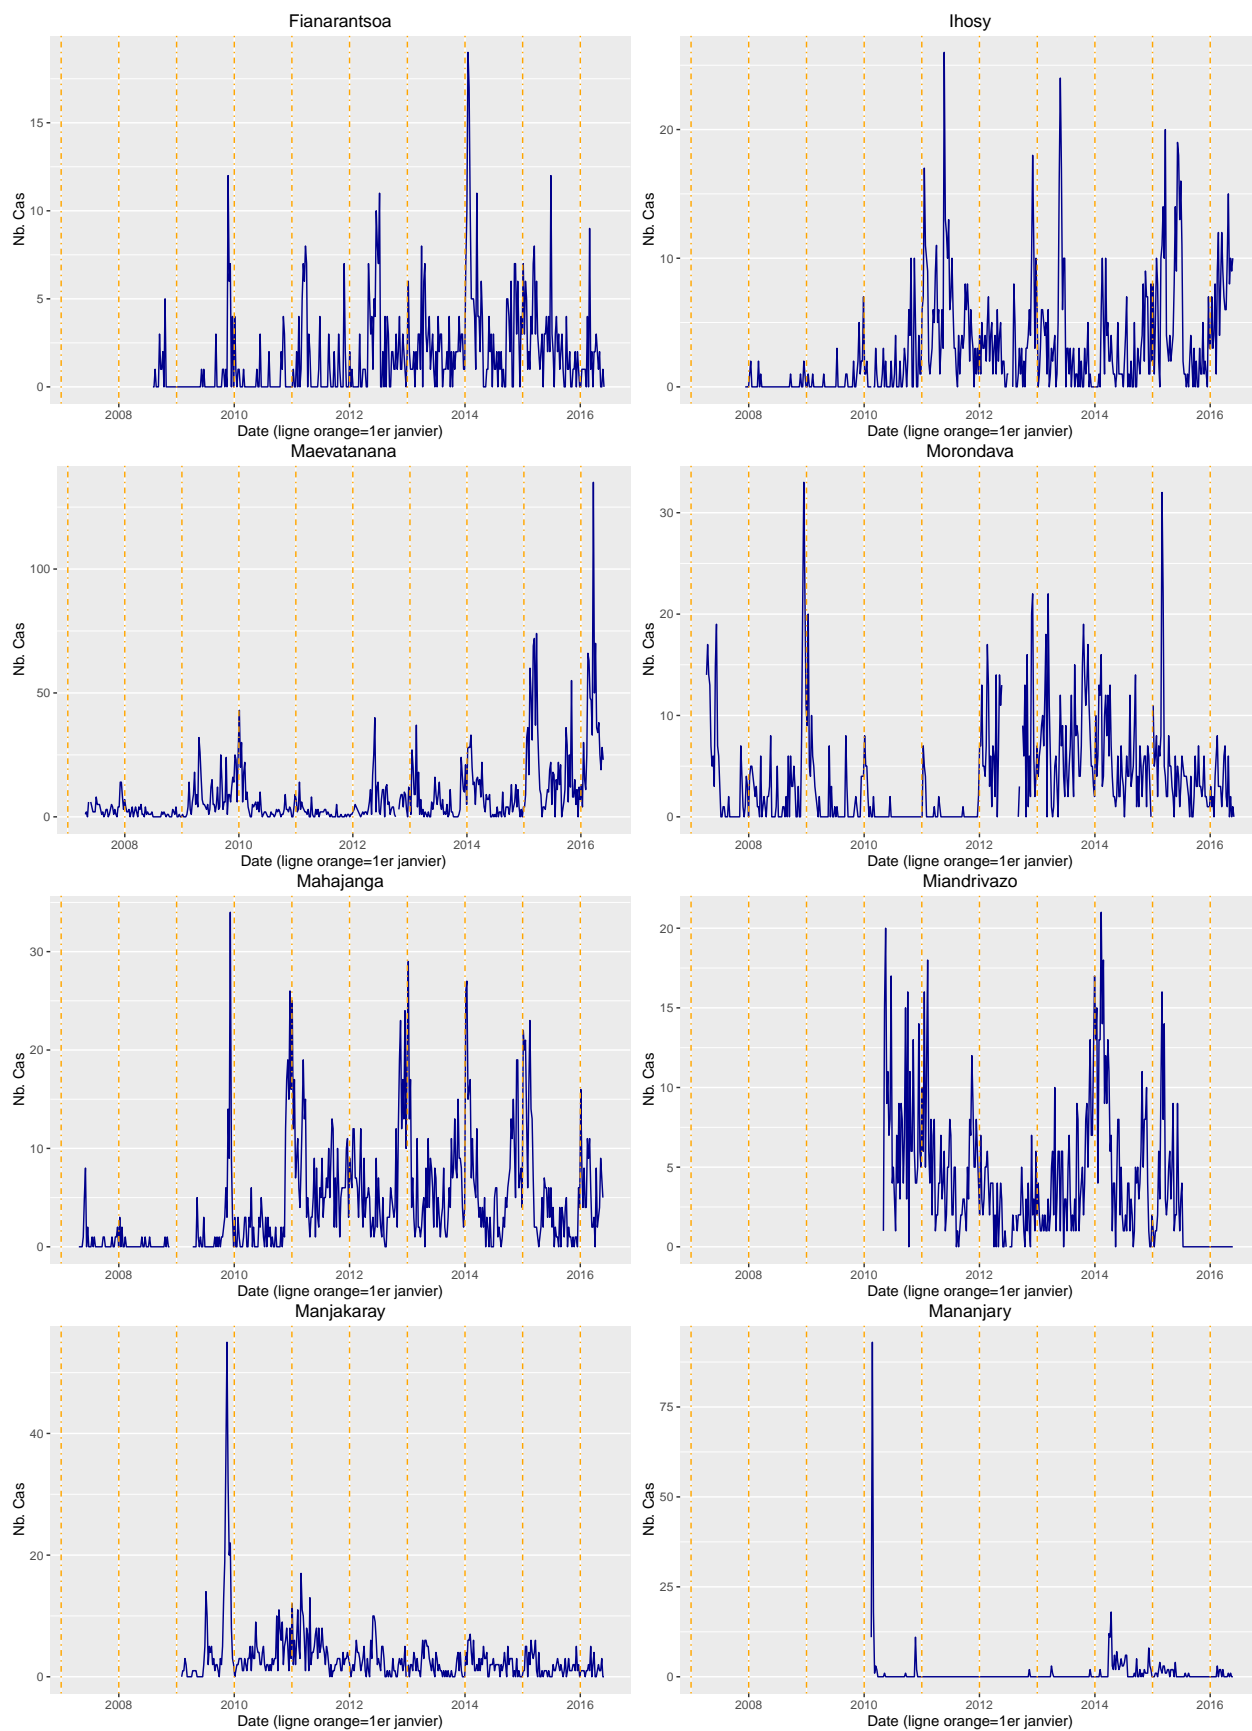 Fianarantsoa
Nb. Cas
15
10
5
0
2008 2010 2012 2014 2016
Date (ligne orange=1er janvier)
Ihosy
Nb. Cas
20
10
0
2008 2010 2012 2014 2016
Date (ligne orange=1er janvier)
Maevatanana
Nb. Cas
100
50
0
2008 2010 2012 2014 2016
Date (ligne orange=1er janvier)
Morondava
Nb. Cas
30
20
10
0
2008 2010 2012 2014 2016
Date (ligne orange=1er janvier)
Mahajanga
Nb. Cas
30
20
10
0
2008 2010 2012 2014 2016
Date (ligne orange=1er janvier)
Miandrivazo
Nb. Cas
20
15
10
5
0
2008 2010 2012 2014 2016
Date (ligne orange=1er janvier)
Manjakaray
Nb. Cas
40
20
0
2008 2010 2012 2014 2016
Date (ligne orange=1er janvier)
Mananjary
Nb. Cas
75
50
25
0
2008 2010 2012 2014 2016
Date (ligne orange=1er janvier)